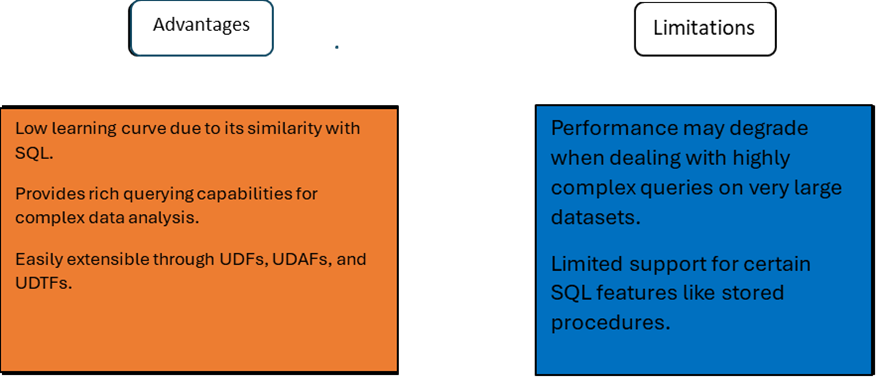 Advantages
Limitations
Low learning curve due to its similarity with
SQL.
Provides rich querying capabilities for
complex data analysis.
Easily extensible through UDFs, UDAFs, and
UDTFs.
Performance may degrade
when dealing with highly
complex queries on very large
datasets.
Limited support for certain
SQL features like stored
procedures.